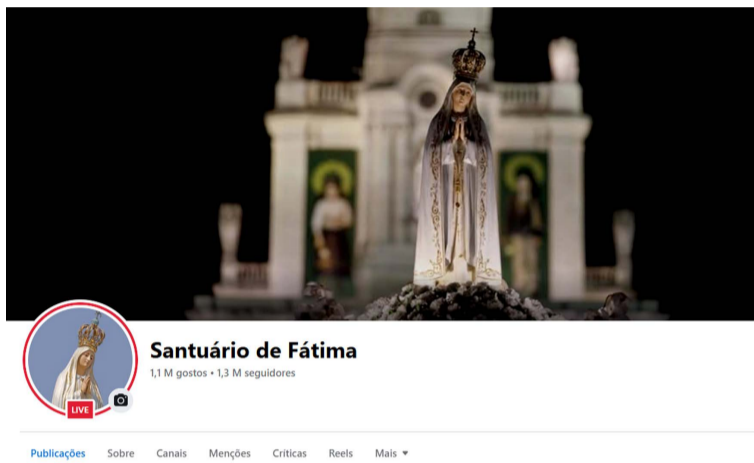 Santuário de Fátima
1,1 M gostos • 1,3 M seguidores
LIVE
Publicações Sobre Canais Menções Críticas Reels Mais